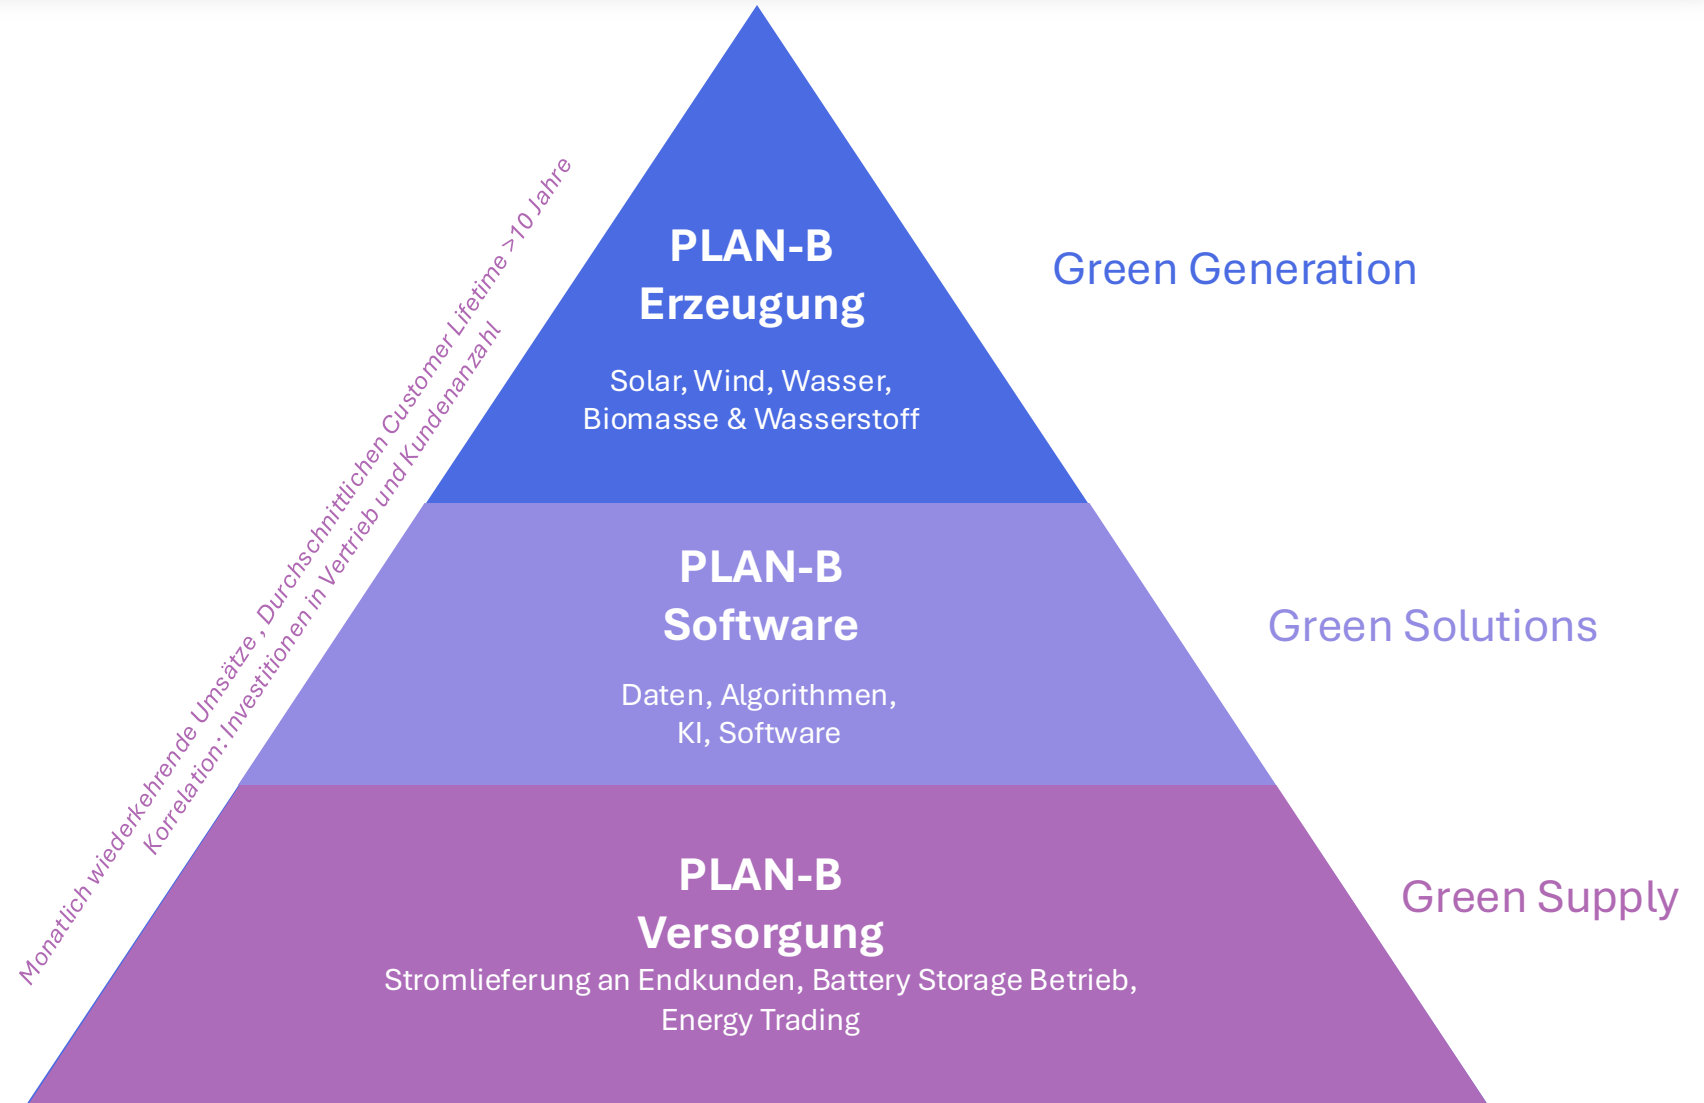 Monatlich wiederkehrende Umsätze , Durchschnittlichen Customer Lifetime >10 Jahre
Korrelation: Investitionen in Vertrieb und Kundenanzahl
PLAN-B
Erzeugung
Solar, Wind, Wasser,
Biomasse & Wasserstoff
Green Generation
PLAN-B
Software
Daten, Algorithmen,
KI, Software
Green Solutions
PLAN-B
Versorgung
Stromlieferung an Endkunden, Battery Storage Betrieb,
Energy Trading
Green Supply